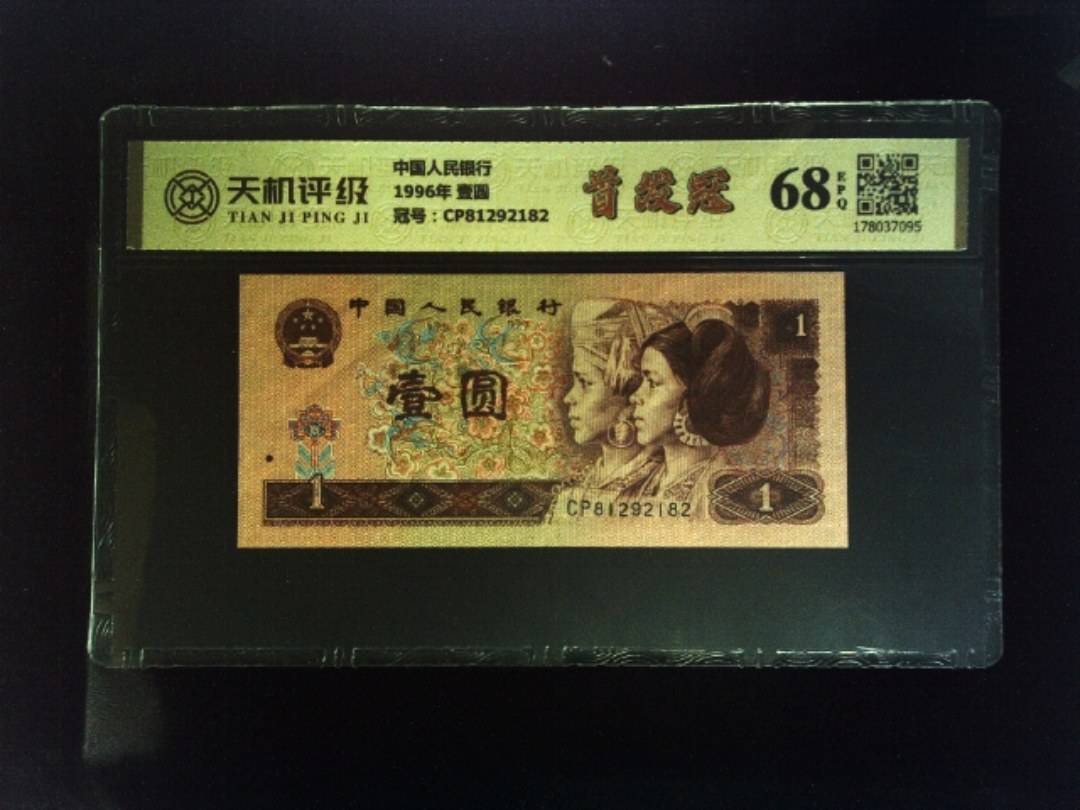 天机评级
TIAN JI PING JI
中国人民银行
1996年 壹圆
冠号：CP81292182
首发冠
68
EPQ
178037095
中国人民银行
1
壹圆
1
CP81292182
1